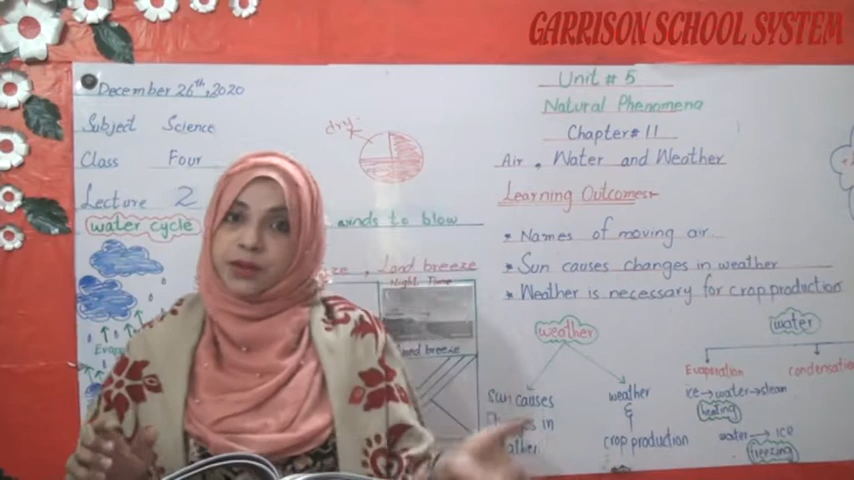 GARRISON SCHOOL SYSTEM
December 26th, 2020
Subject Science
Class Four
Lecture 2
water cycle
dry
winds to blow
Land breeze
Night Time
Land breeze
Unit # 5
Natural Phenomena
Chapter # 11
Air, Water and Weather
Learning Outcomes:-
* Names of moving air.
* Sun causes changes in weather
* Weather is necessary for crop production
weather
Sun causes
in
weather
&
crop production
water
Evaporation
ice→water→steam
heating
water → ICE
freezing
condensation